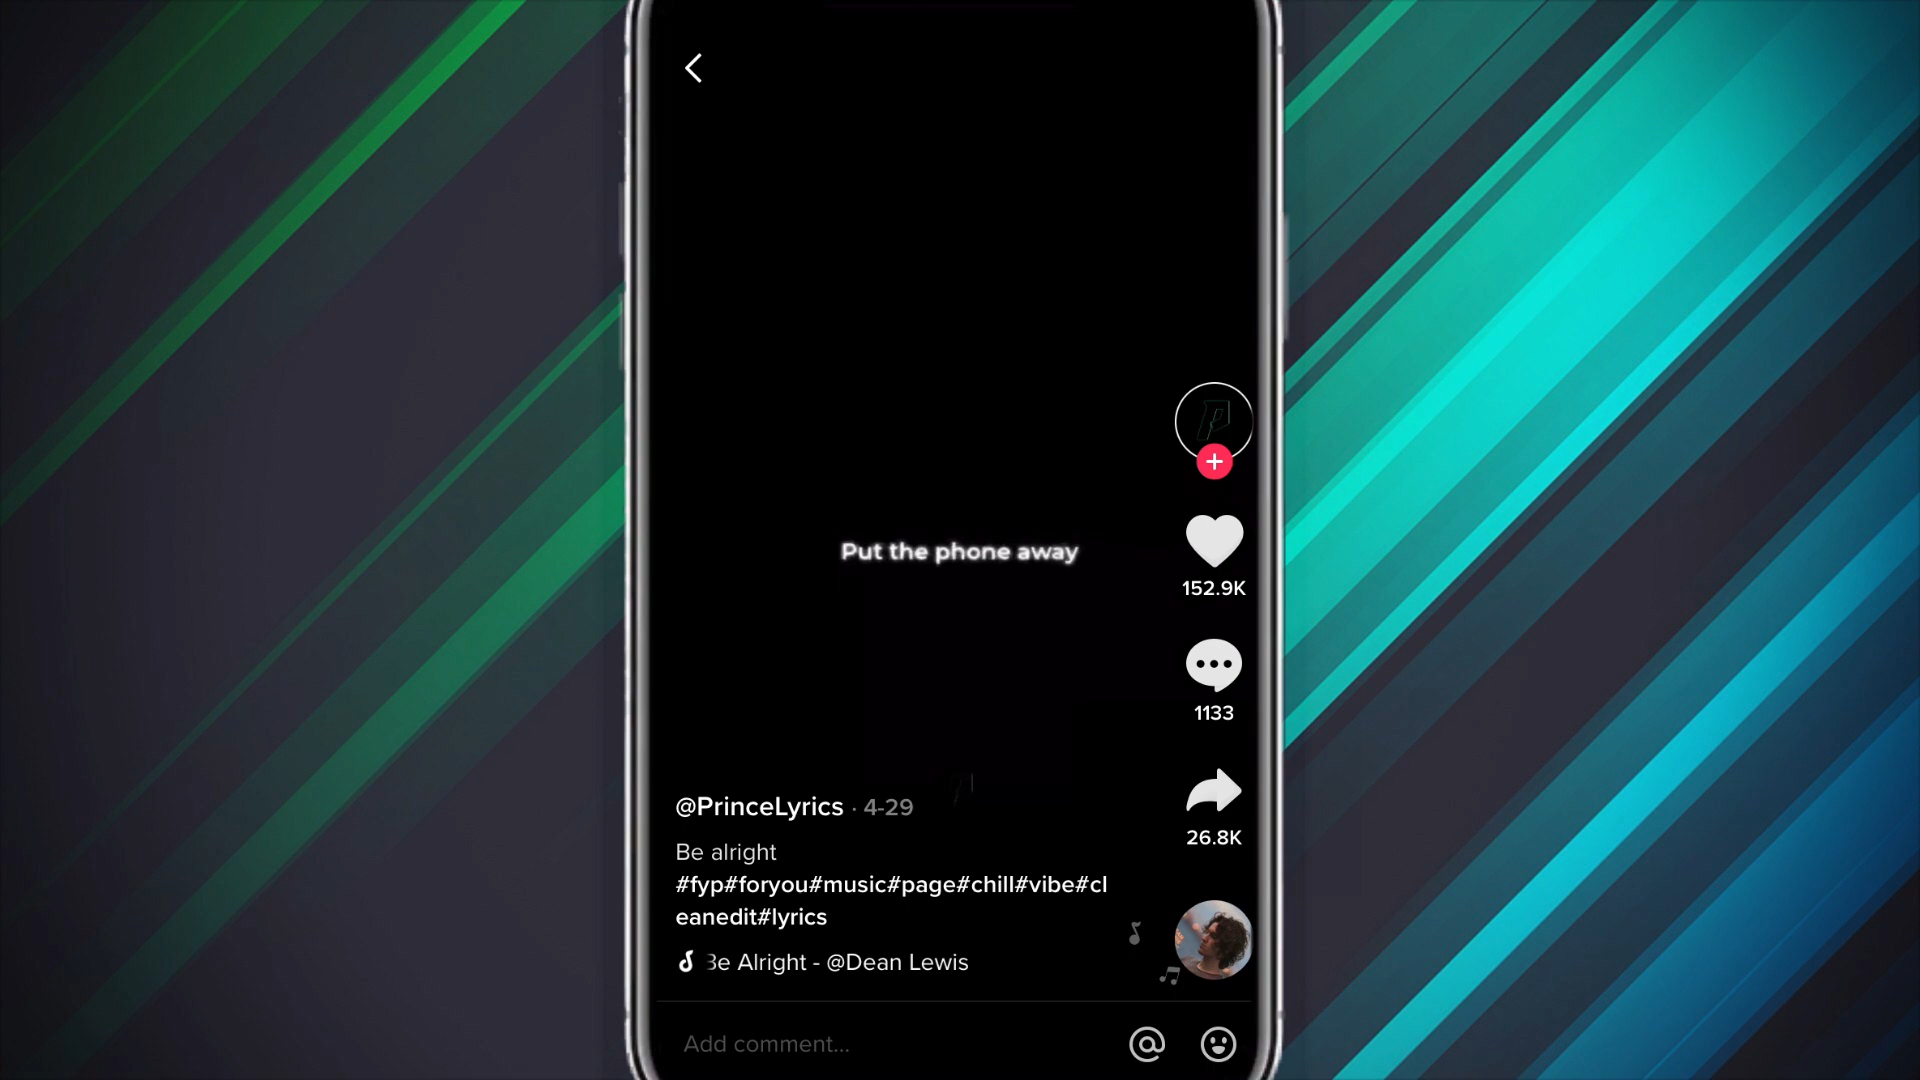 Put the phone away
152.9K
1133
26.8K
@PrinceLyrics · 4-29
Be alright
#fyp#foryou#music#page#chill#vibe#cl
eanedit#lyrics
Be Alright - @Dean Lewis
Add comment...